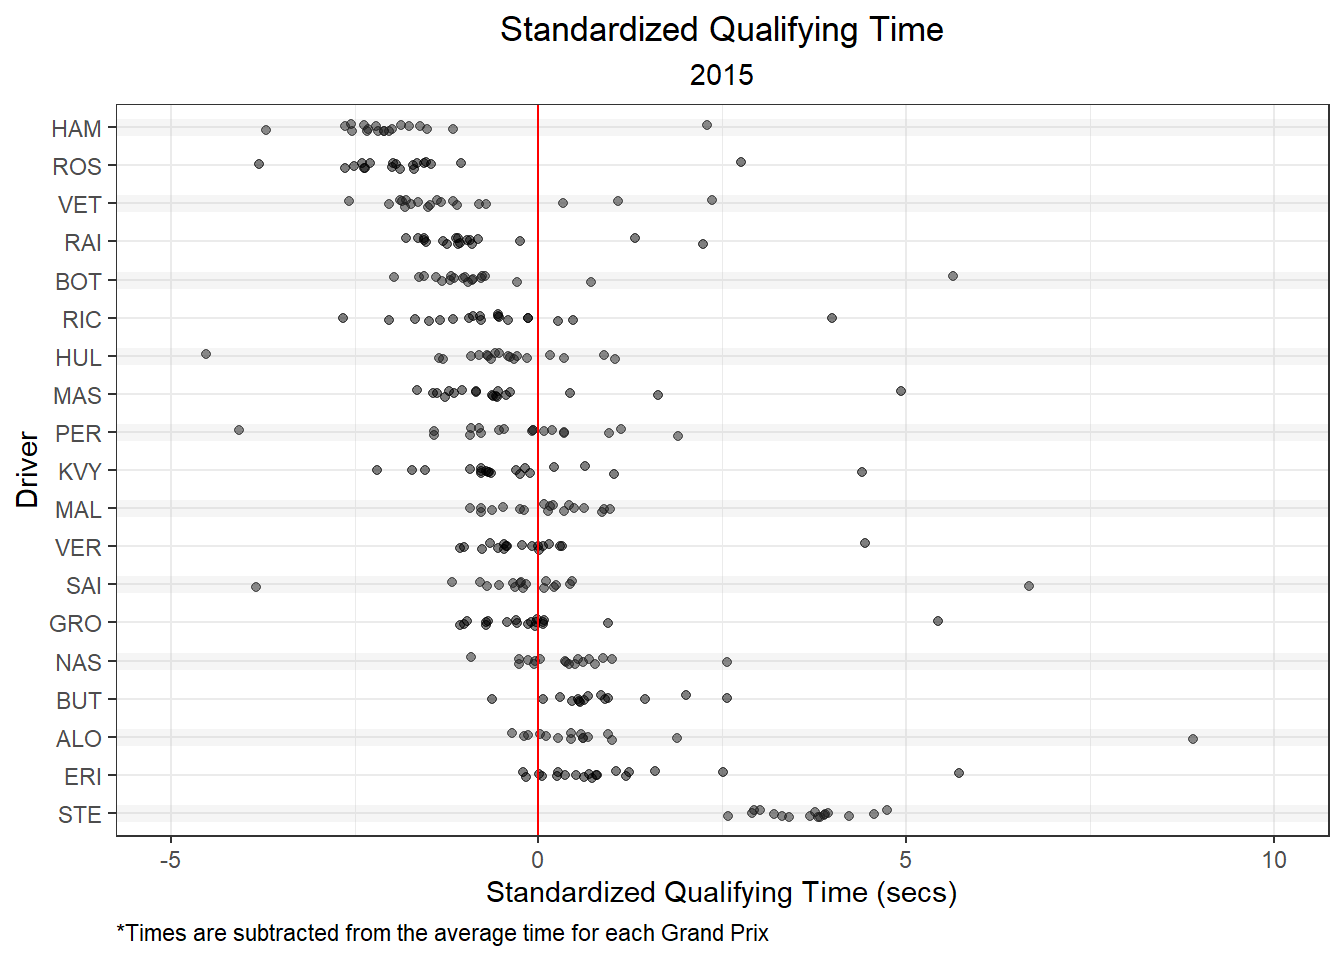 Standardized Qualifying Time
2015
HAM
ROS
VET
RAI
BOT
RIC
HUL
MAS
PER
KVY
MAL
VER
SAI
GRO
NAS
BUT
ALO
ERI
STE
Driver
-5 0 5 10
Standardized Qualifying Time (secs)
*Times are subtracted from the average time for each Grand Prix